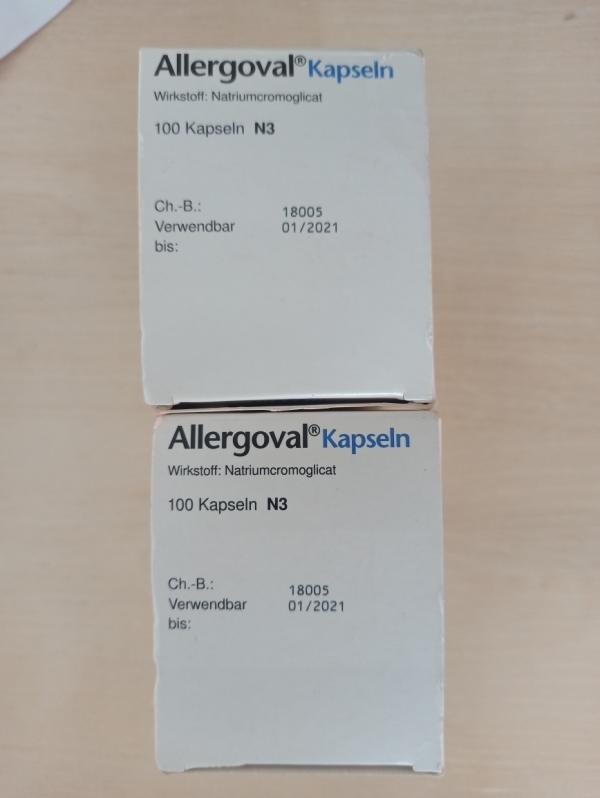 Allergoval® Kapseln
Wirkstoff: Natriumcromoglicat
100 Kapseln N3
Ch.-B.: 18005
Verwendbar 01/2021
bis:
Allergoval® Kapseln
Wirkstoff: Natriumcromoglicat
100 Kapseln N3
Ch.-B.: 18005
Verwendbar 01/2021
bis: